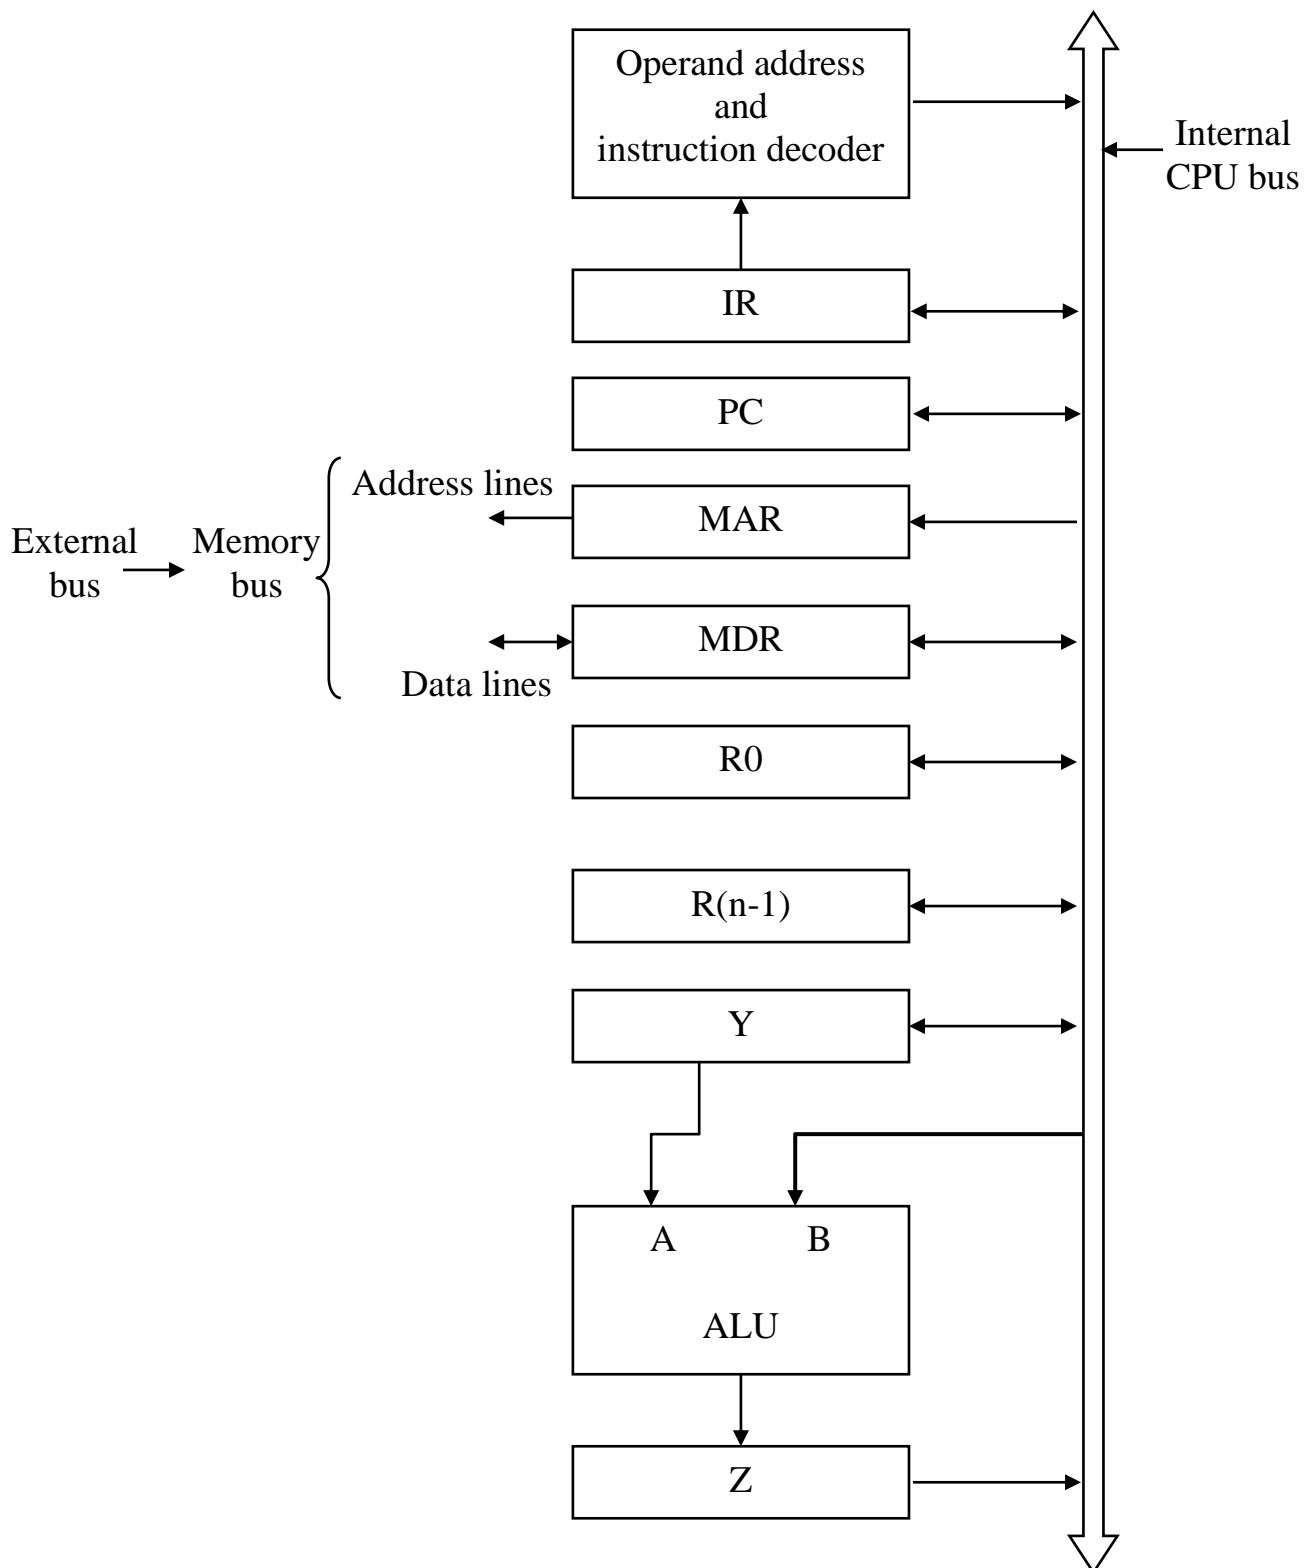 Operand address
and
instruction decoder
Internal
CPU bus
IR
PC
Address lines
MAR
External
bus
Memory
bus
MDR
Data lines
R0
R(n-1)
Y
A
B
ALU
Z